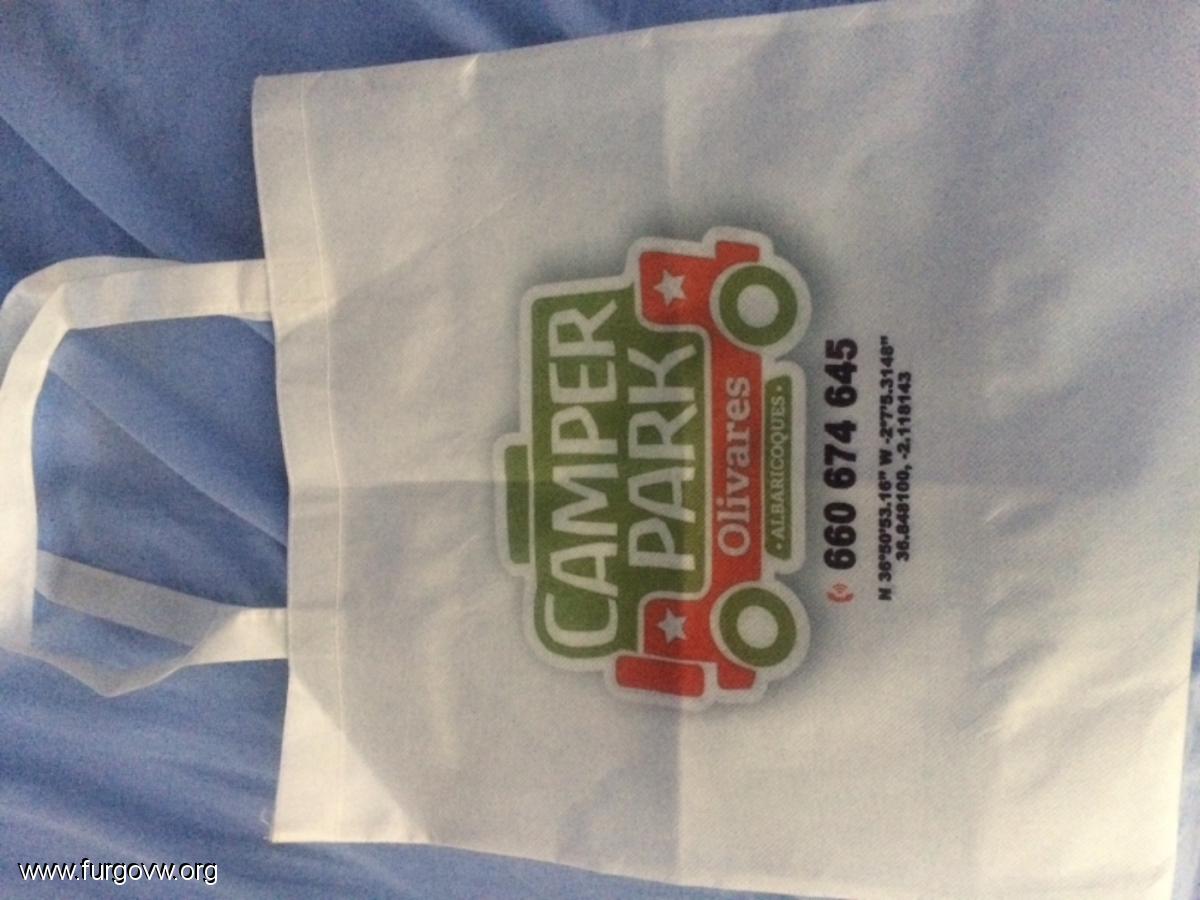 CAMPER
PARK
Olivares
• ALBARICOQUES •
660 674 645
N 36°50'53.16" W -2°7'5.3148"
36.848100, -2.118143
www.furgovw.org